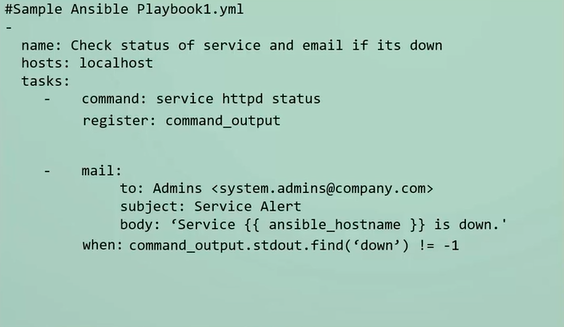 #Sample Ansible Playbook1.yml
-
name: Check status of service and email if its down
hosts: localhost
tasks:
- command: service httpd status
register: command_output
- mail:
to: Admins <system.admins@company.com>
subject: Service Alert
body: ‘Service {{ ansible_hostname }} is down.'
when: command_output.stdout.find(‘down’) != -1